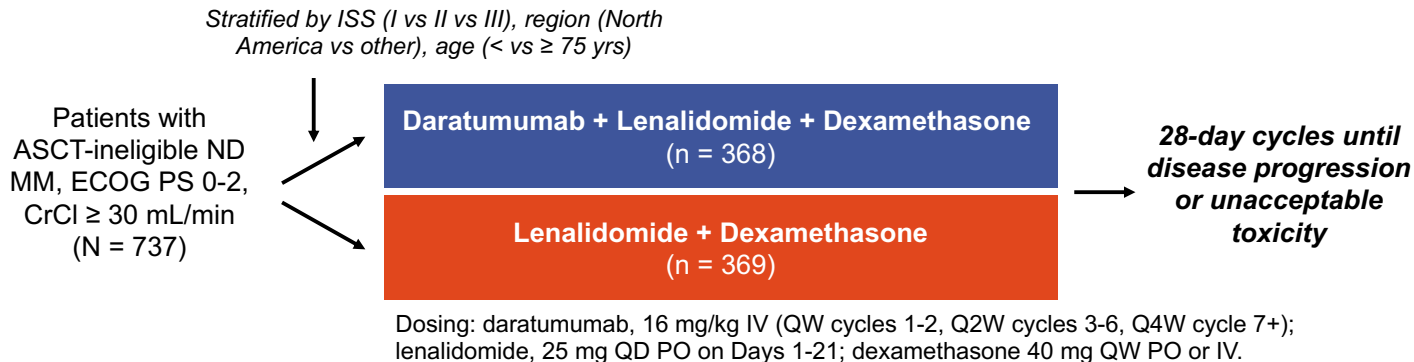 Stratified by ISS (I vs II vs III), region (North
America vs other), age (< vs ≥ 75 yrs)
Patients with
ASCT-ineligible ND
MM, ECOG PS 0-2,
CrCl ≥ 30 mL/min
(N = 737)
Daratumumab + Lenalidomide + Dexamethasone
(n = 368)
Lenalidomide + Dexamethasone
(n = 369)
28-day cycles until
disease progression
or unacceptable
toxicity
Dosing: daratumumab, 16 mg/kg IV (QW cycles 1-2, Q2W cycles 3-6, Q4W cycle 7+);
lenalidomide, 25 mg QD PO on Days 1-21; dexamethasone 40 mg QW PO or IV.